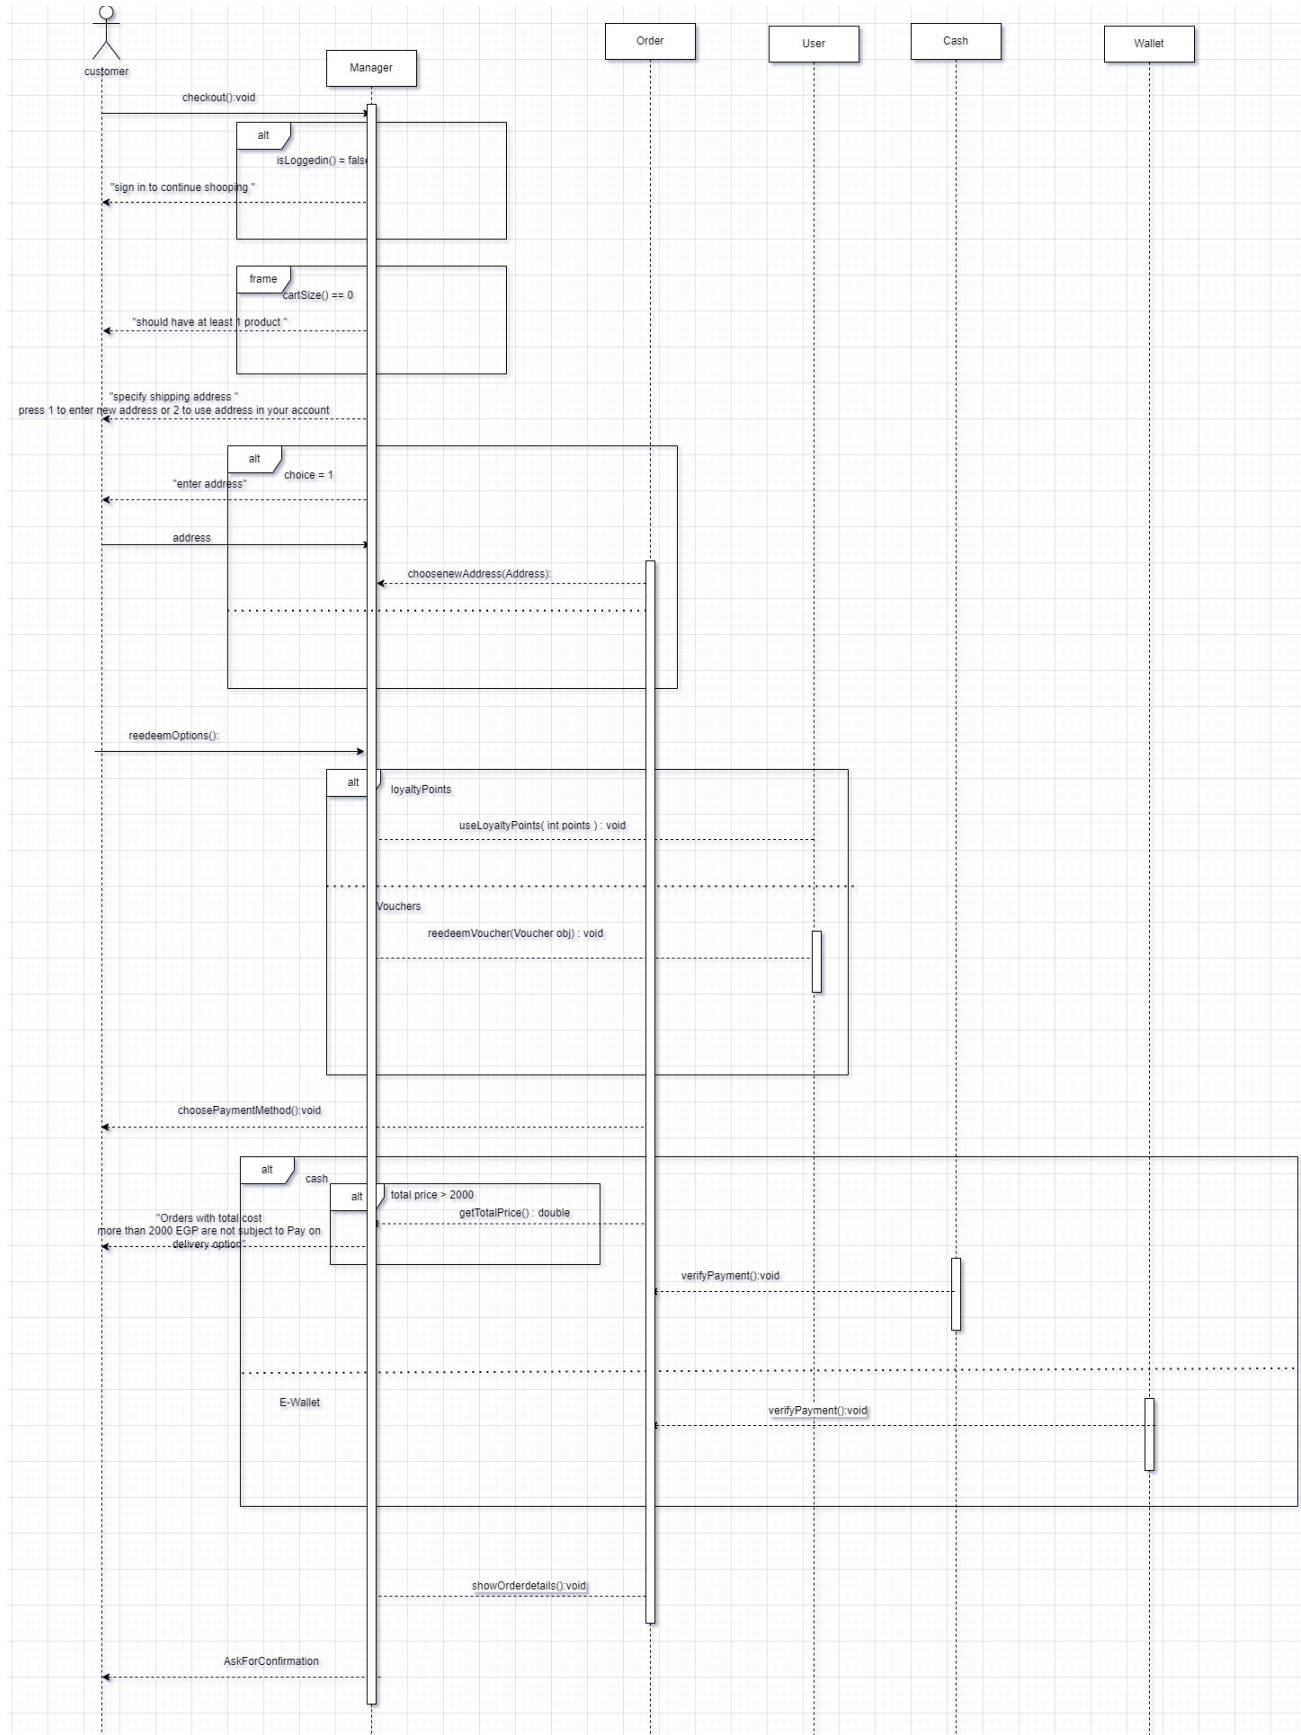 customer
Manager
Order
User
Cash
Wallet
checkout():void
alt
isLoggedin() = false
"sign in to continue shooping "
frame
cartSize() == 0
"should have at least 1 product "
"specify shipping address "
press 1 to enter new address or 2 to use address in your account
alt
choice = 1
"enter address"
address
choosenewAddress(Address):
reedeemOptions():
alt
loyaltyPoints
useLoyaltyPoints( int points ) : void
Vouchers
reedeemVoucher(Voucher obj) : void
choosePaymentMethod():void
alt
cash
alt
total price > 2000
getTotalPrice() : double
"Orders with total cost
more than 2000 EGP are not subject to Pay on
delivery option"
verifyPayment():void
E-Wallet
verifyPayment():void
showOrderdetails():void
AskForConfirmation